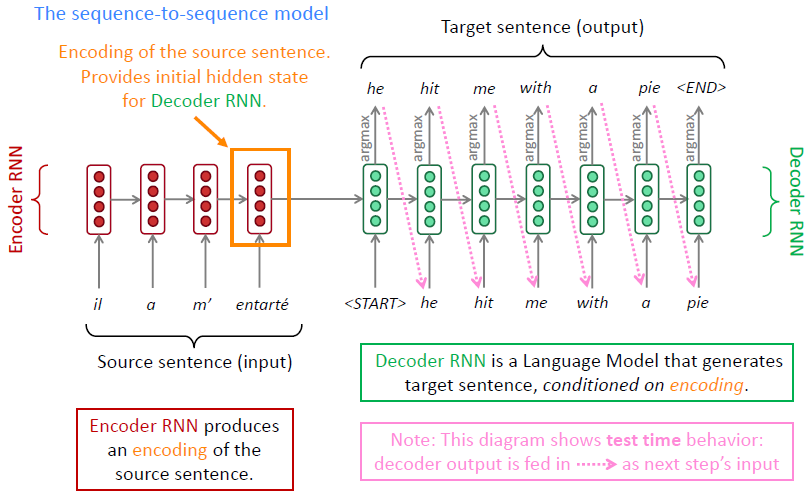 The sequence-to-sequence model
Target sentence (output)
Encoding of the source sentence.
Provides initial hidden state
for Decoder RNN.
he hit me with a pie <END>
argmax argmax argmax argmax argmax argmax argmax
Encoder RNN
Decoder RNN
il a m’ entarté
<START> he hit me with a pie
Source sentence (input)
Decoder RNN is a Language Model that generates
target sentence, conditioned on encoding.
Encoder RNN produces
an encoding of the
source sentence.
Note: This diagram shows test time behavior:
decoder output is fed in as next step’s input